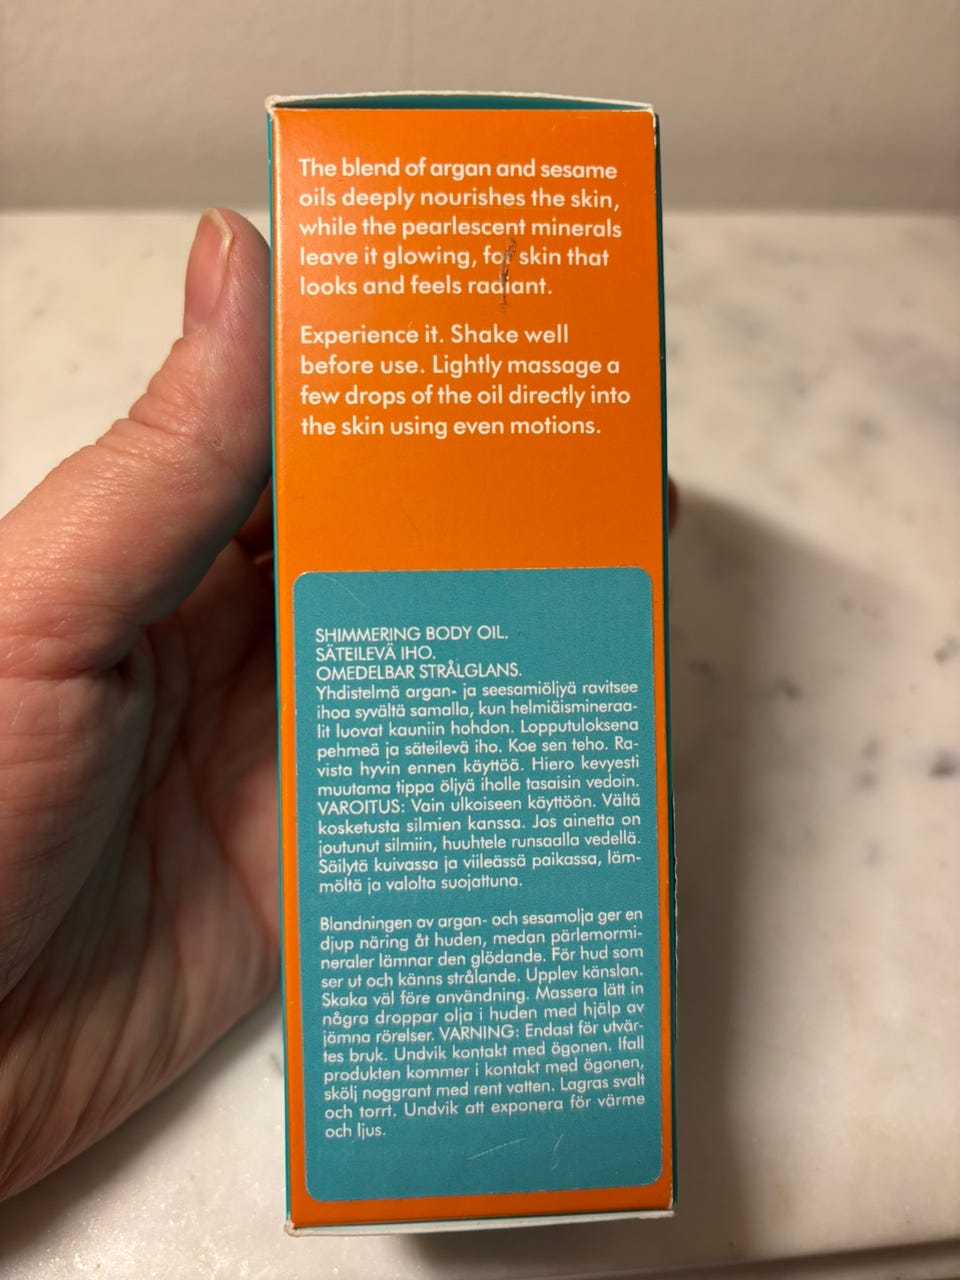 The blend of argan and sesame
oils deeply nourishes the skin,
while the pearlescent minerals
leave it glowing, for skin that
looks and feels radiant.
Experience it. Shake well
before use. Lightly massage a
few drops of the oil directly into
the skin using even motions.
SHIMMERING BODY OIL.
SÄTEILEVÄ IHO.
OMEDELBAR STRÅLGLANS.
Yhdistelmä argan- ja seesamiöljyä ravitsee
ihoa syvältä samalla, kun helmiäismineraa-
lit luovat kauniin hohdon. Lopputuloksena
pehmeä ja säteilevä iho. Koe sen teho. Ra-
vista hyvin ennen käyttöä. Hiero kevyesti
muutama tippa öljyä iholle tasaisin vedoin.
VAROITUS: Vain ulkoiseen käyttöön. Vältä
kosketusta silmien kanssa. Jos ainetta on
joutunut silmiin, huuhtele runsaalla vedellä.
Säilytä kuivassa ja viileässä paikassa, läm-
möltä ja valolta suojattuna.
Blandningen av argan- och sesamolja ger en
djup näring åt huden, medan pärlemormi-
neraler lämnar den glödande. För hud som
ser ut och känns strålande. Upplev känslan.
Skaka väl före användning. Massera lätt in
några droppar olja i huden med hjälp av
jämna rörelser. VARNING: Endast för utvär-
tes bruk. Undvik kontakt med ögonen. Ifall
produkten kommer i kontakt med ögonen,
skölj noggrant med rent vatten. Lagras svalt
och torrt. Undvik att exponera för värme
och ljus.